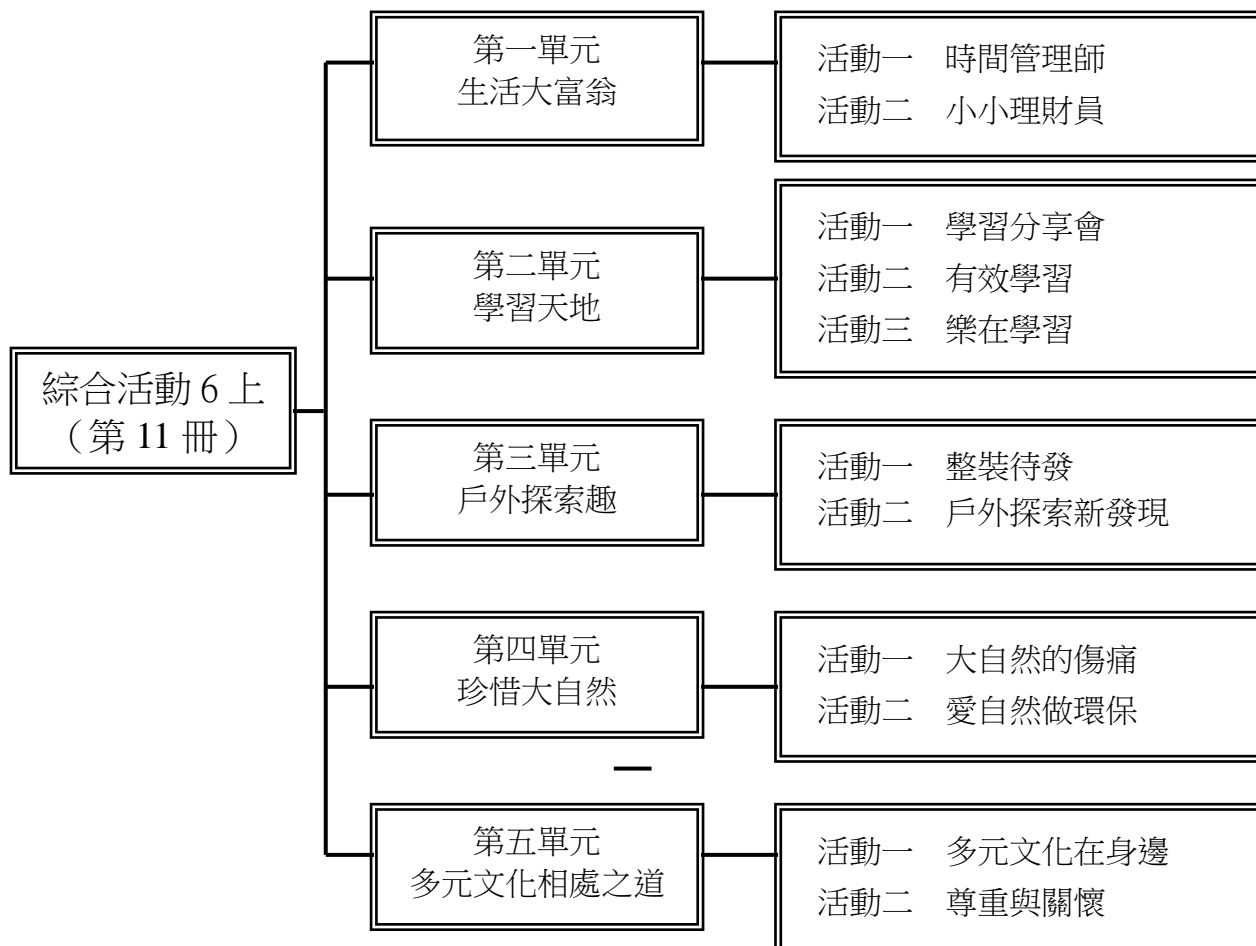 綜合活動 6 上
（第 11 冊）
第一單元
生活大富翁
活動一 時間管理師
活動二 小小理財員
第二單元
學習天地
活動一 學習分享會
活動二 有效學習
活動三 樂在學習
第三單元
戶外探索趣
活動一 整裝待發
活動二 戶外探索新發現
第四單元
珍惜大自然
活動一 大自然的傷痛
活動二 愛自然做環保
第五單元
多元文化相處之道
活動一 多元文化在身邊
活動二 尊重與關懷